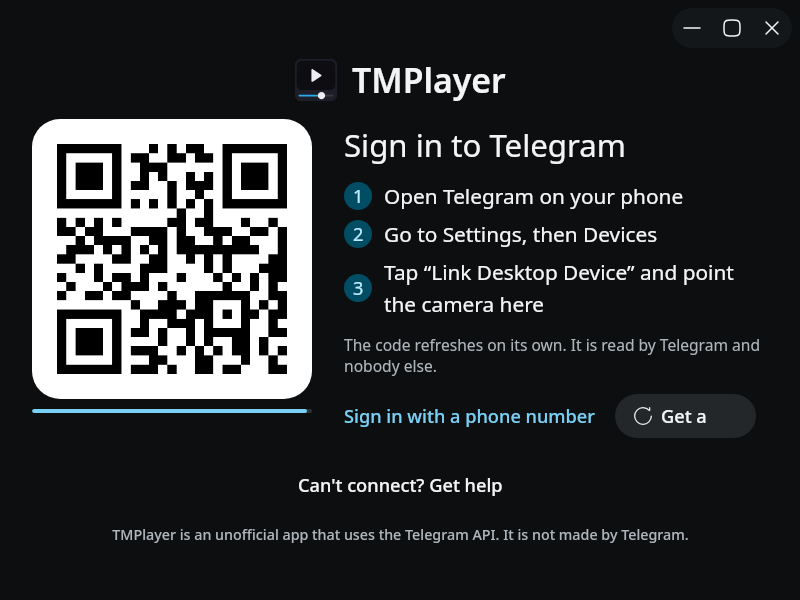 TMPlayer
Sign in to Telegram
1 Open Telegram on your phone
2 Go to Settings, then Devices
3 Tap “Link Desktop Device” and point
the camera here
The code refreshes on its own. It is read by Telegram and
nobody else.
Sign in with a phone number
Get a
Can't connect? Get help
TMPlayer is an unofficial app that uses the Telegram API. It is not made by Telegram.